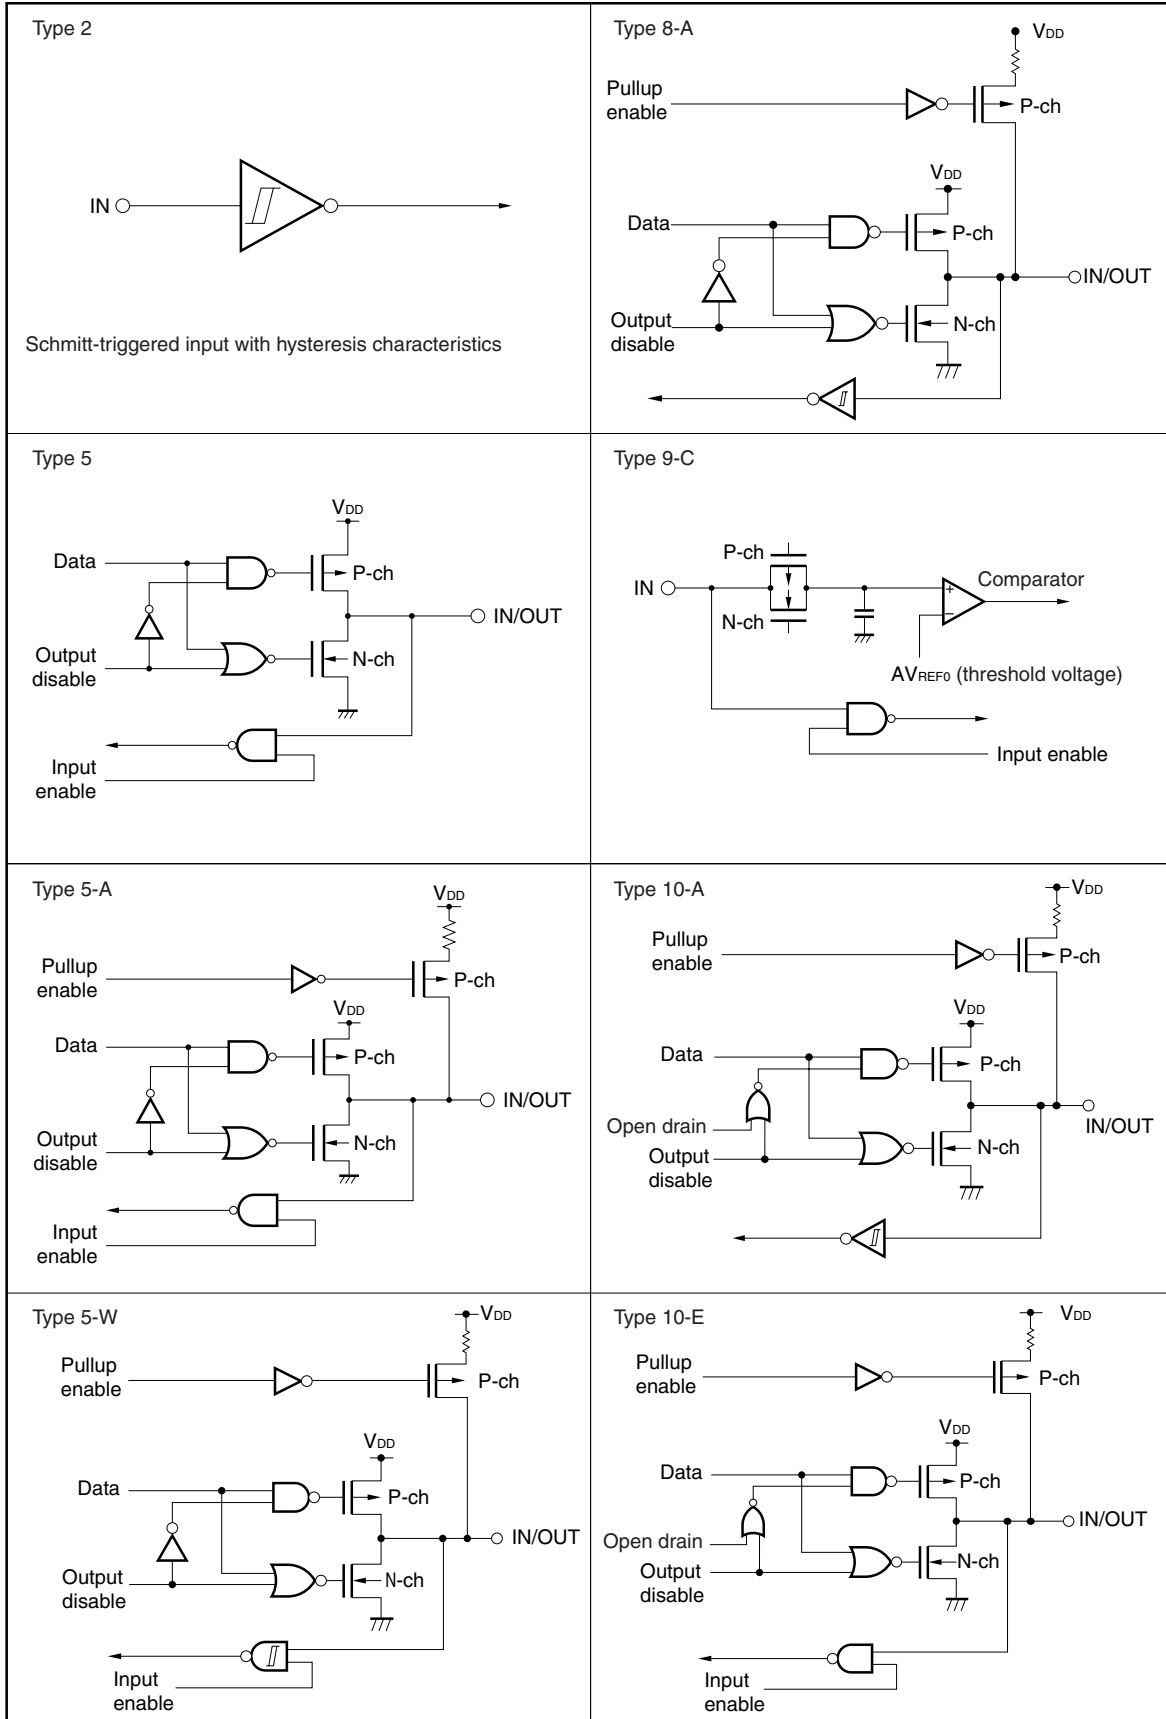 Type 2
IN
Schmitt-triggered input with hysteresis characteristics
Type 8-A
VDD
Pullup
enable
P-ch
VDD
Data
P-ch
IN/OUT
Output
disable
N-ch
Type 5
VDD
Data
P-ch
IN/OUT
Output
disable
N-ch
Input
enable
Type 9-C
P-ch
IN
N-ch
Comparator
+
−
AVREF0 (threshold voltage)
Input enable
Type 5-A
VDD
Pullup
enable
P-ch
VDD
Data
P-ch
IN/OUT
Output
disable
N-ch
Input
enable
Type 10-A
VDD
Pullup
enable
P-ch
VDD
Data
P-ch
Open drain
IN/OUT
Output
disable
N-ch
Type 5-W
VDD
Pullup
enable
P-ch
VDD
Data
P-ch
IN/OUT
Output
disable
N-ch
Input
enable
Type 10-E
VDD
Pullup
enable
P-ch
VDD
Data
P-ch
IN/OUT
Open drain
Output
disable
N-ch
Input
enable